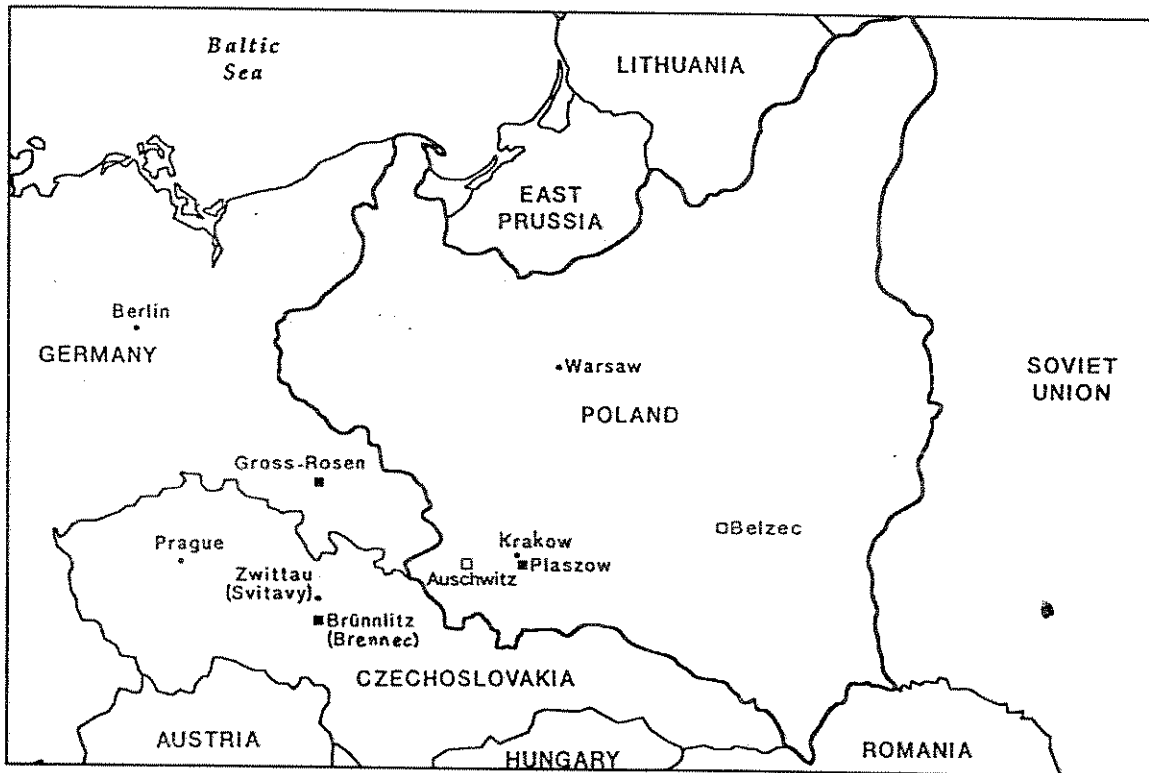 Baltic
Sea
LITHUANIA
EAST
PRUSSIA
Berlin
GERMANY
Warsaw
SOVIET
UNION
POLAND
Gross-Rosen
Belzec
Prague
Krakow
Plaszow
Auschwitz
Zwittau
(Svitavy)
Brünnlitz
(Brennec)
CZECHOSLOVAKIA
AUSTRIA
HUNGARY
ROMANIA